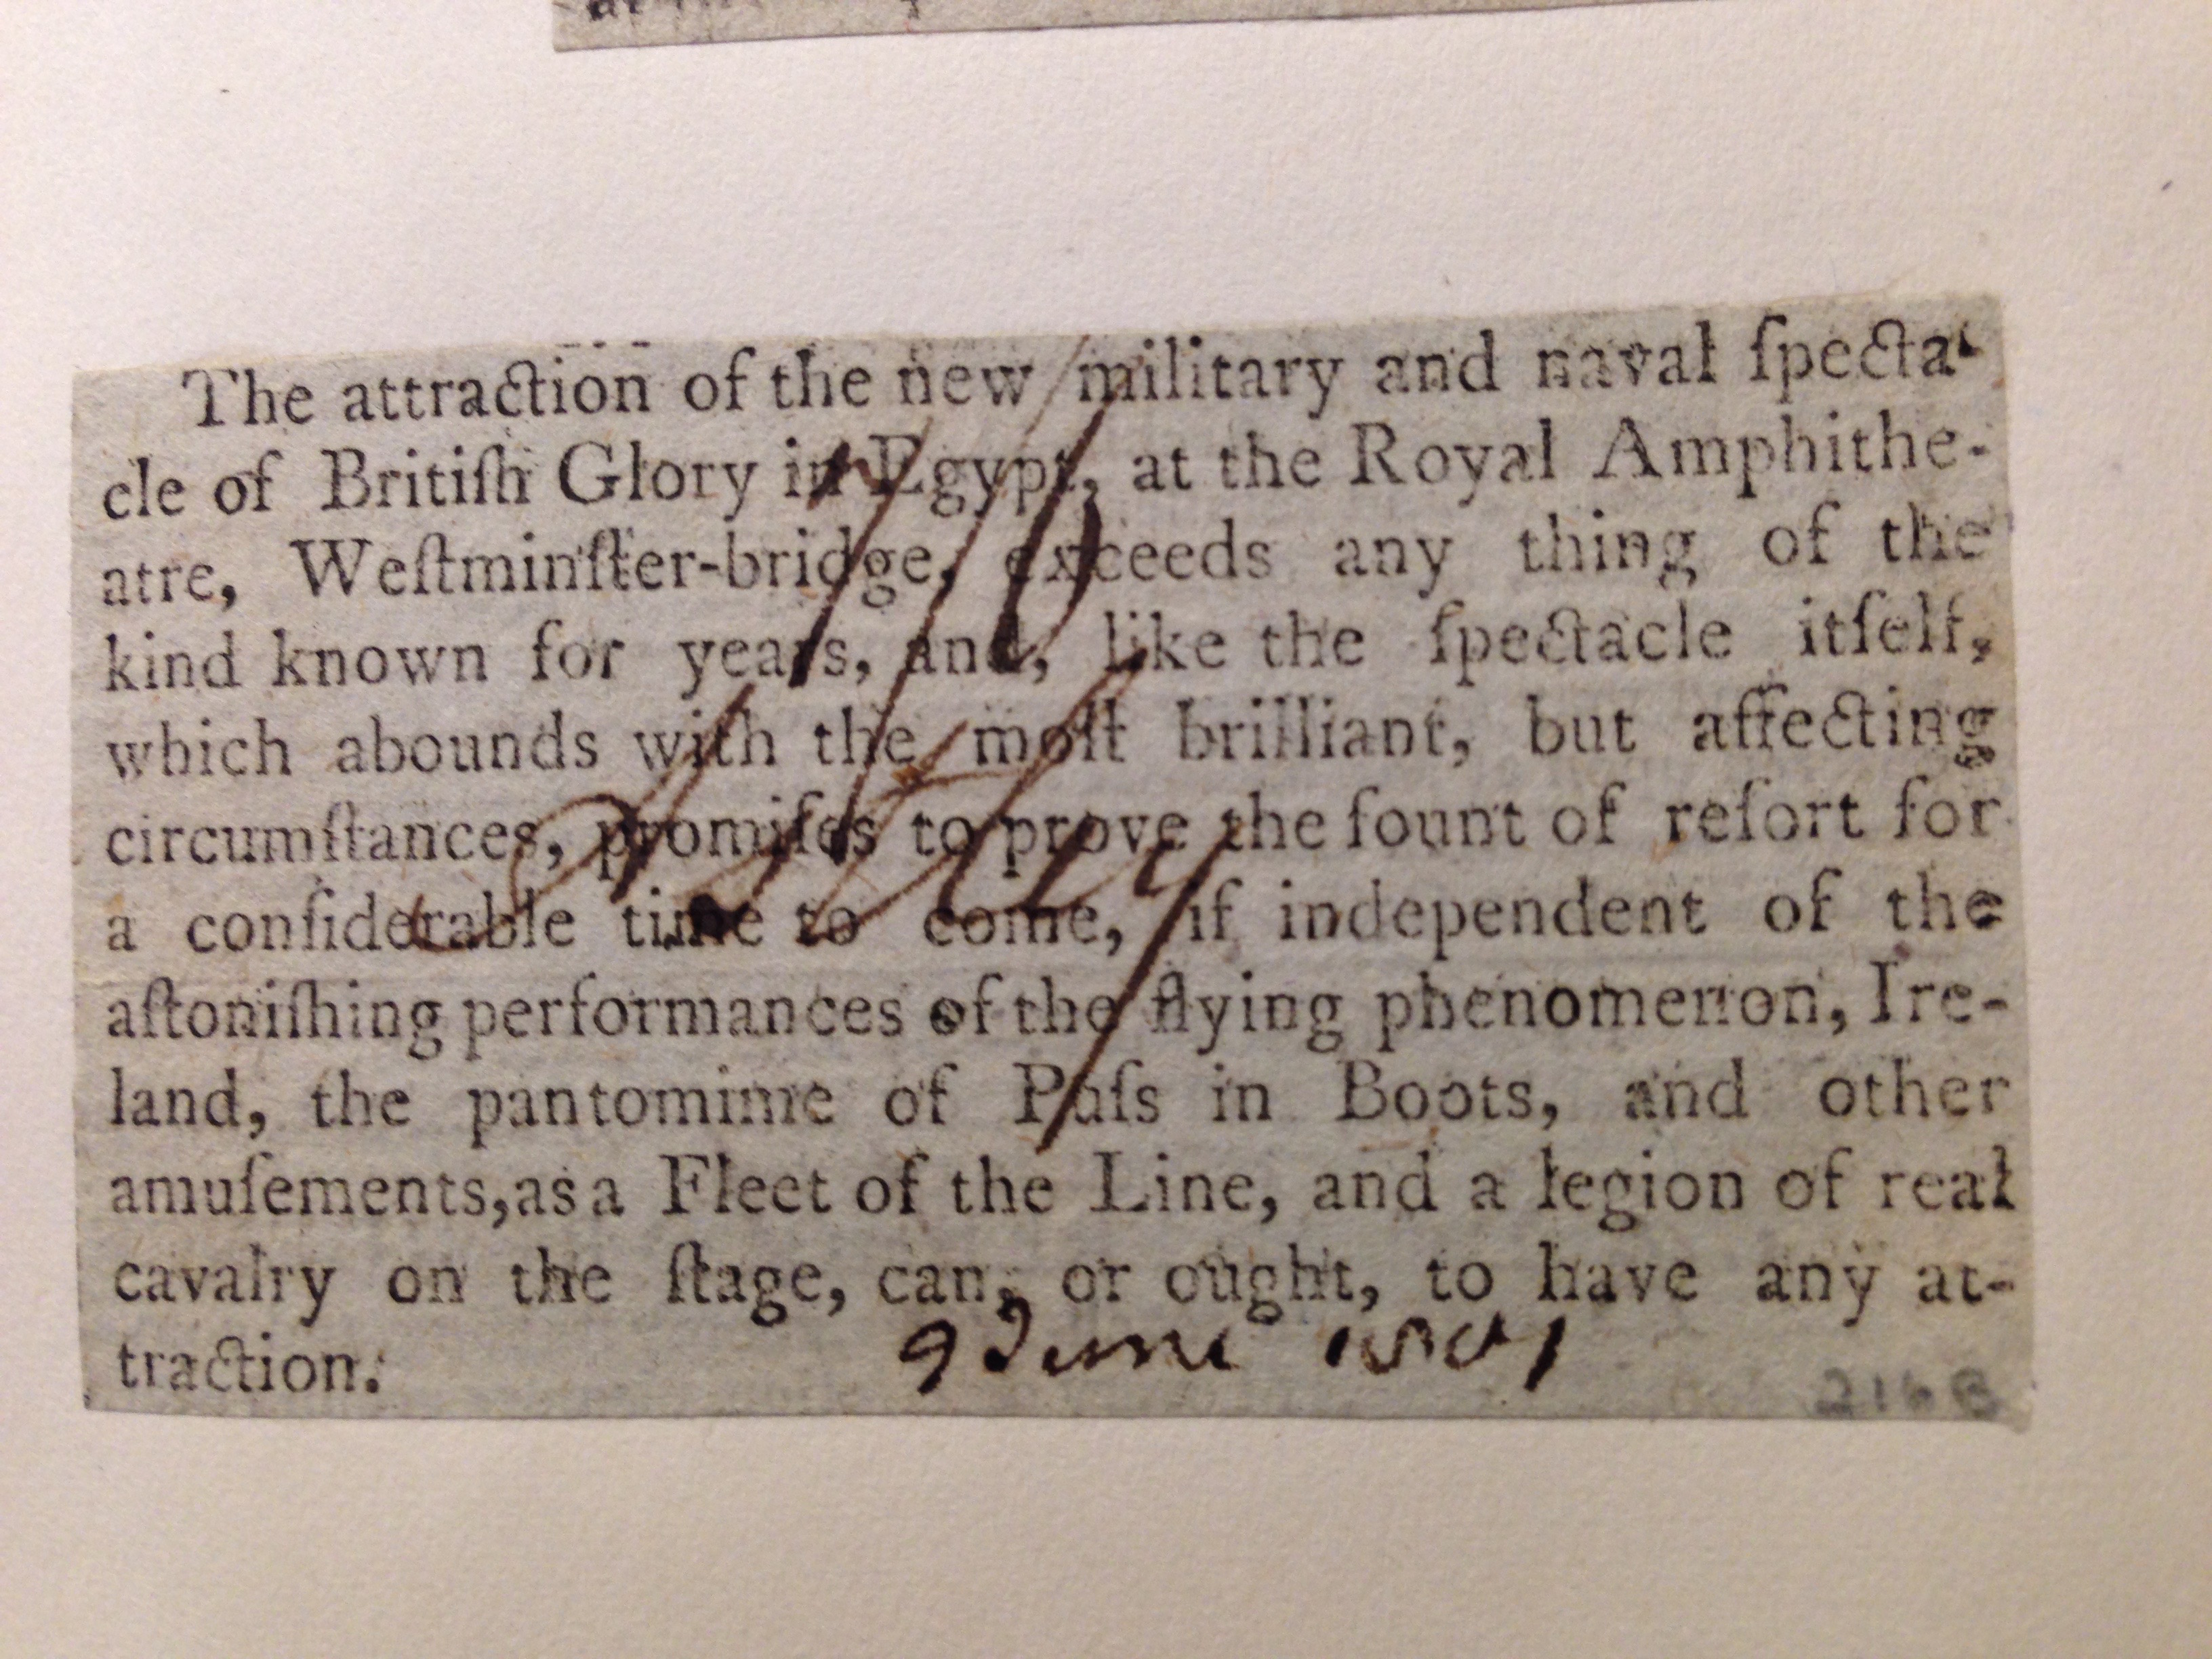 The attraction of the new military and naval ſpecta-
cle of Britiſh Glory in Egypt, at the Royal Amphithe-
atre, Weſtminſter-bridge, exceeds any thing of the
kind known for years, and, like the ſpectacle itſelf,
which abounds with the moſt brilliant, but affecting
circumſtances, promiſes to prove the fount of reſort for
a conſiderable time to come, if independent of the
aſtoniſhing performances of the flying phenomenon, Ire-
land, the pantomime of Puſs in Boots, and other
amuſements, as a Fleet of the Line, and a legion of real
cavalry on the ſtage, can, or ought, to have any at-
traction.
9 June 1801
216 B